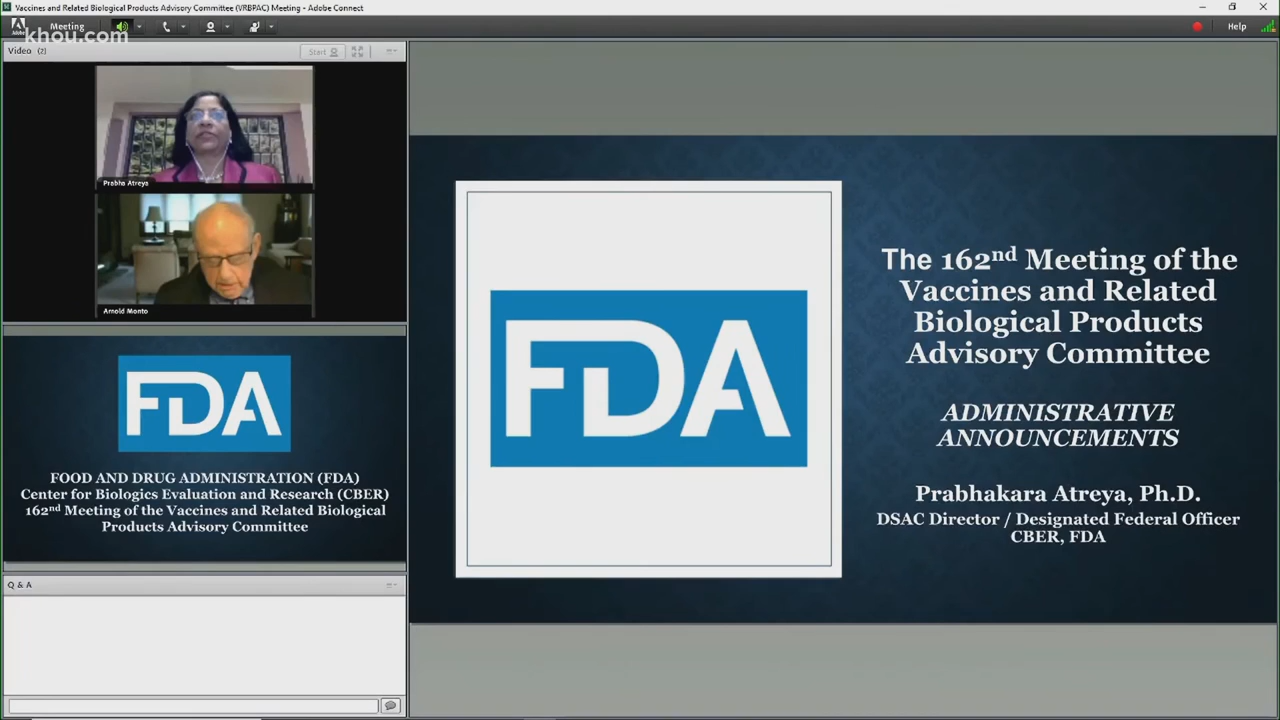 Vaccines and Related Biological Products Advisory Committee (VRBPAC) Meeting - Adobe Connect
Meeting
Help
khou.com
Video (2)
Start
Prabha Atreya
Arnold Monto
FDA
FOOD AND DRUG ADMINISTRATION (FDA)
Center for Biologics Evaluation and Research (CBER)
162nd Meeting of the Vaccines and Related Biological
Products Advisory Committee
Q & A
FDA
The 162nd Meeting of the
Vaccines and Related
Biological Products
Advisory Committee
ADMINISTRATIVE
ANNOUNCEMENTS
Prabhakara Atreya, Ph.D.
DSAC Director / Designated Federal Officer
CBER, FDA